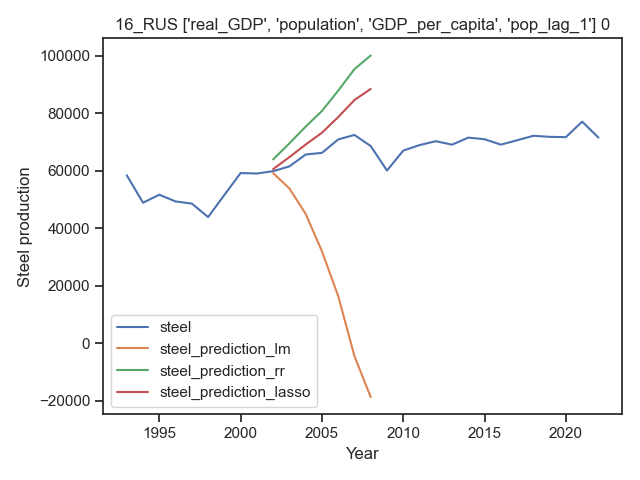 16_RUS ['real_GDP', 'population', 'GDP_per_capita', 'pop_lag_1'] 0
100000
80000
60000
40000
20000
0
−20000
Steel production
steel
steel_prediction_lm
steel_prediction_rr
steel_prediction_lasso
1995
2000
2005
2010
2015
2020
Year